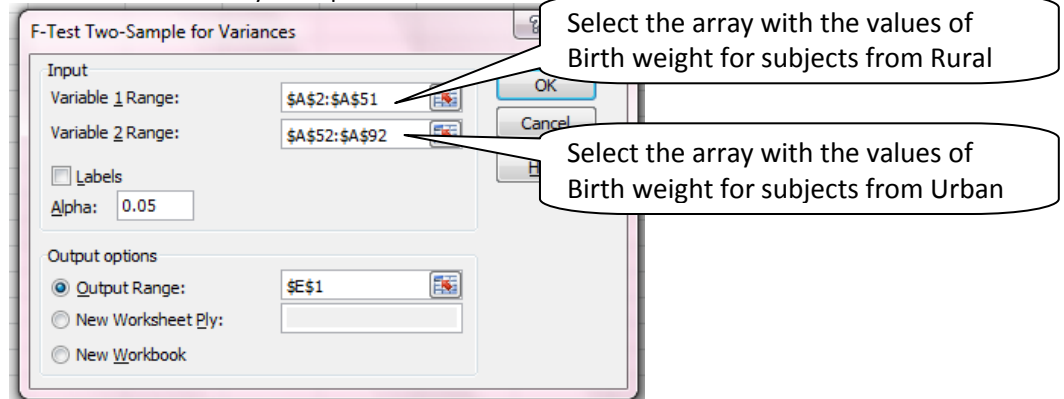 F-Test Two-Sample for Variances
Select the array with the values of
Birth weight for subjects from Rural
Input
Variable 1 Range: $A$2:$A$51
OK
Variable 2 Range: $A$52:$A$92
Cancel
Select the array with the values of
Birth weight for subjects from Urban
Labels
Alpha: 0.05
Output options
Output Range: $E$1
New Worksheet Ply:
New Workbook